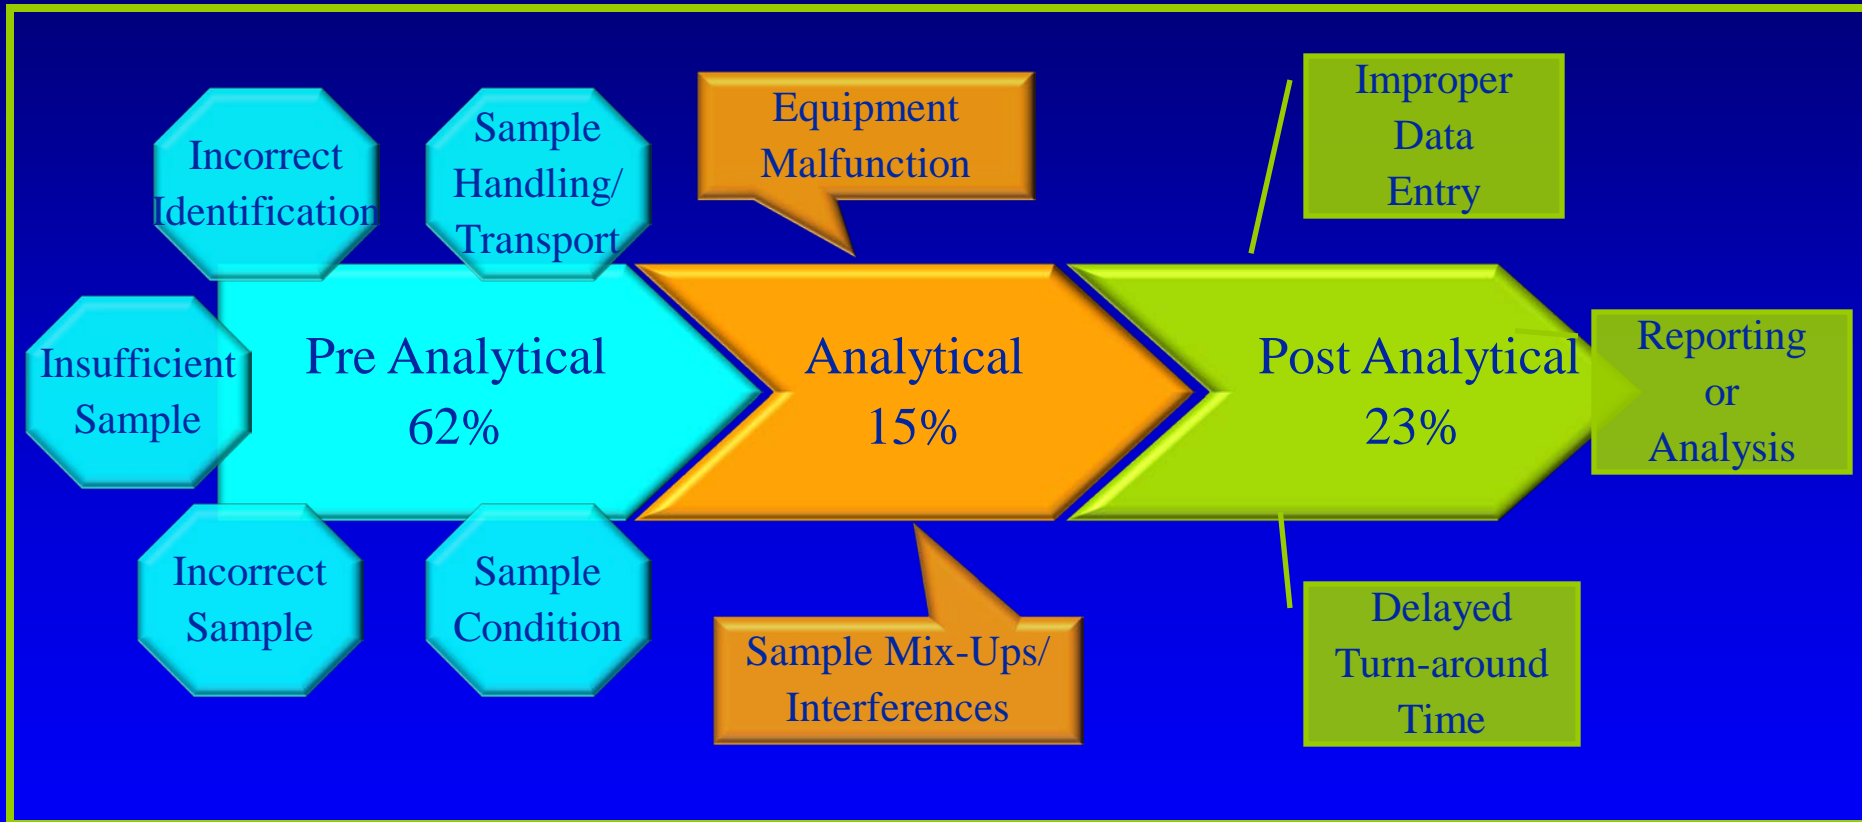 Incorrect
Identification
Sample
Handling/
Transport
Equipment
Malfunction
Improper
Data
Entry
Insufficient
Sample
Pre Analytical
62%
Analytical
15%
Post Analytical
23%
Reporting
or
Analysis
Incorrect
Sample
Sample
Condition
Sample Mix-Ups/
Interferences
Delayed
Turn-around
Time